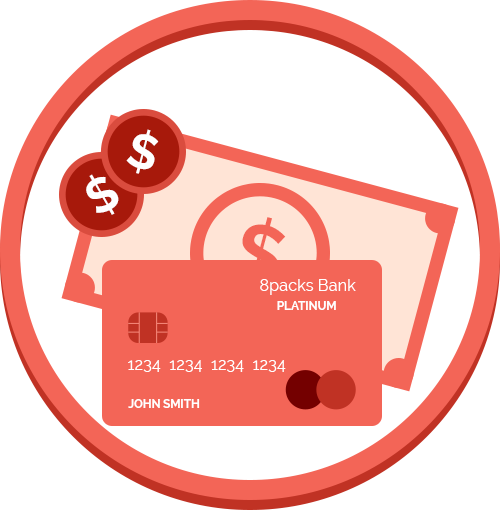 $
$
$
8packs Bank
PLATINUM
1234 1234 1234 1234
JOHN SMITH